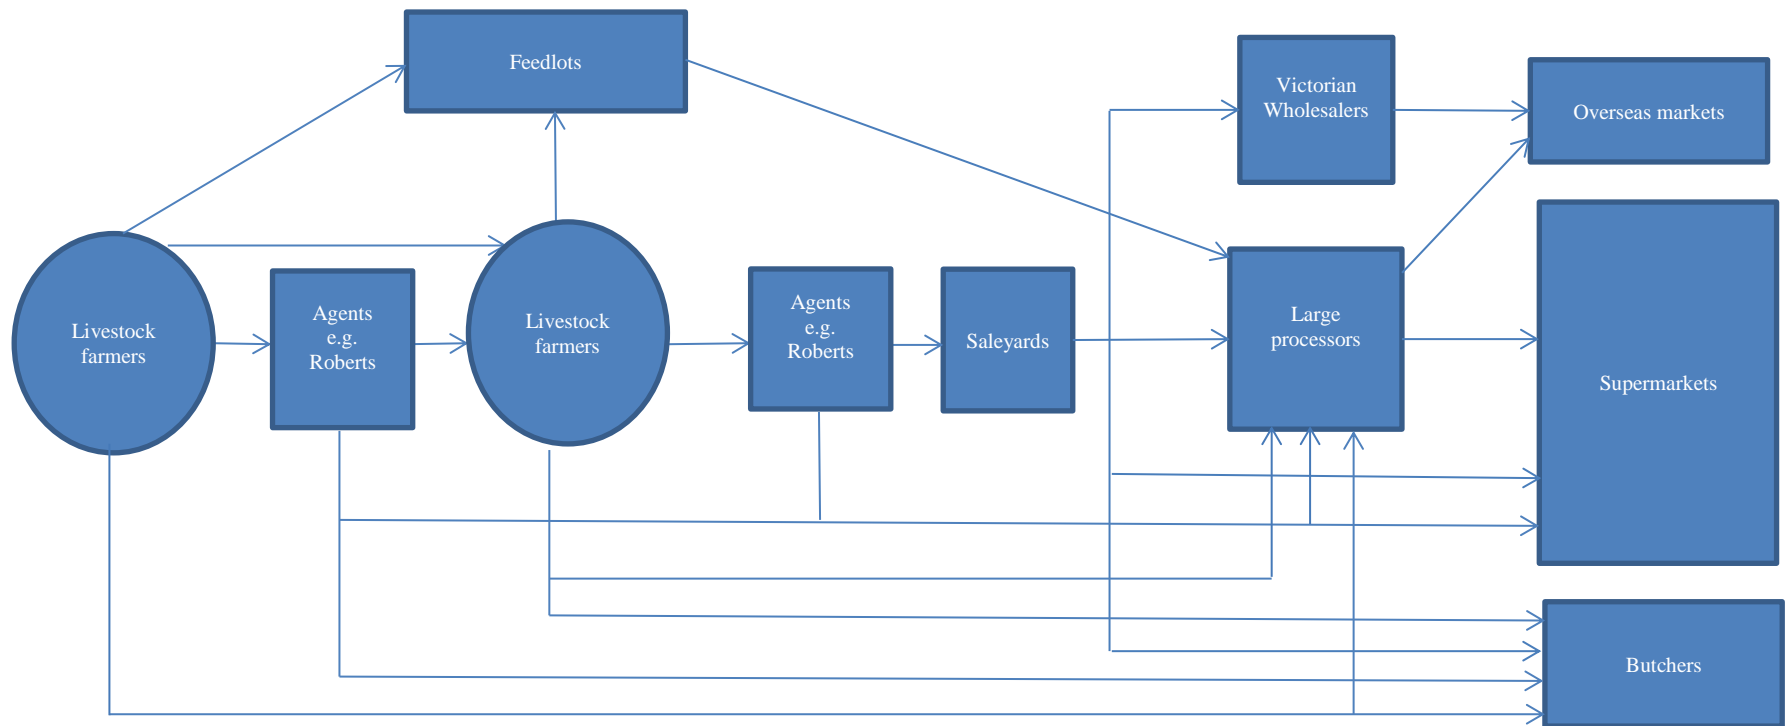 Feedlots
Victorian
Wholesalers
Overseas markets
Livestock
farmers
Agents
e.g.
Roberts
Livestock
farmers
Agents
e.g.
Roberts
Saleyards
Large
processors
Supermarkets
Butchers